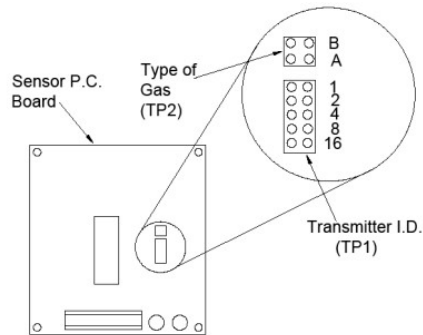 B
A
Type of
Gas
(TP2)
Sensor P.C.
Board
1
2
4
8
16
Transmitter I.D.
(TP1)